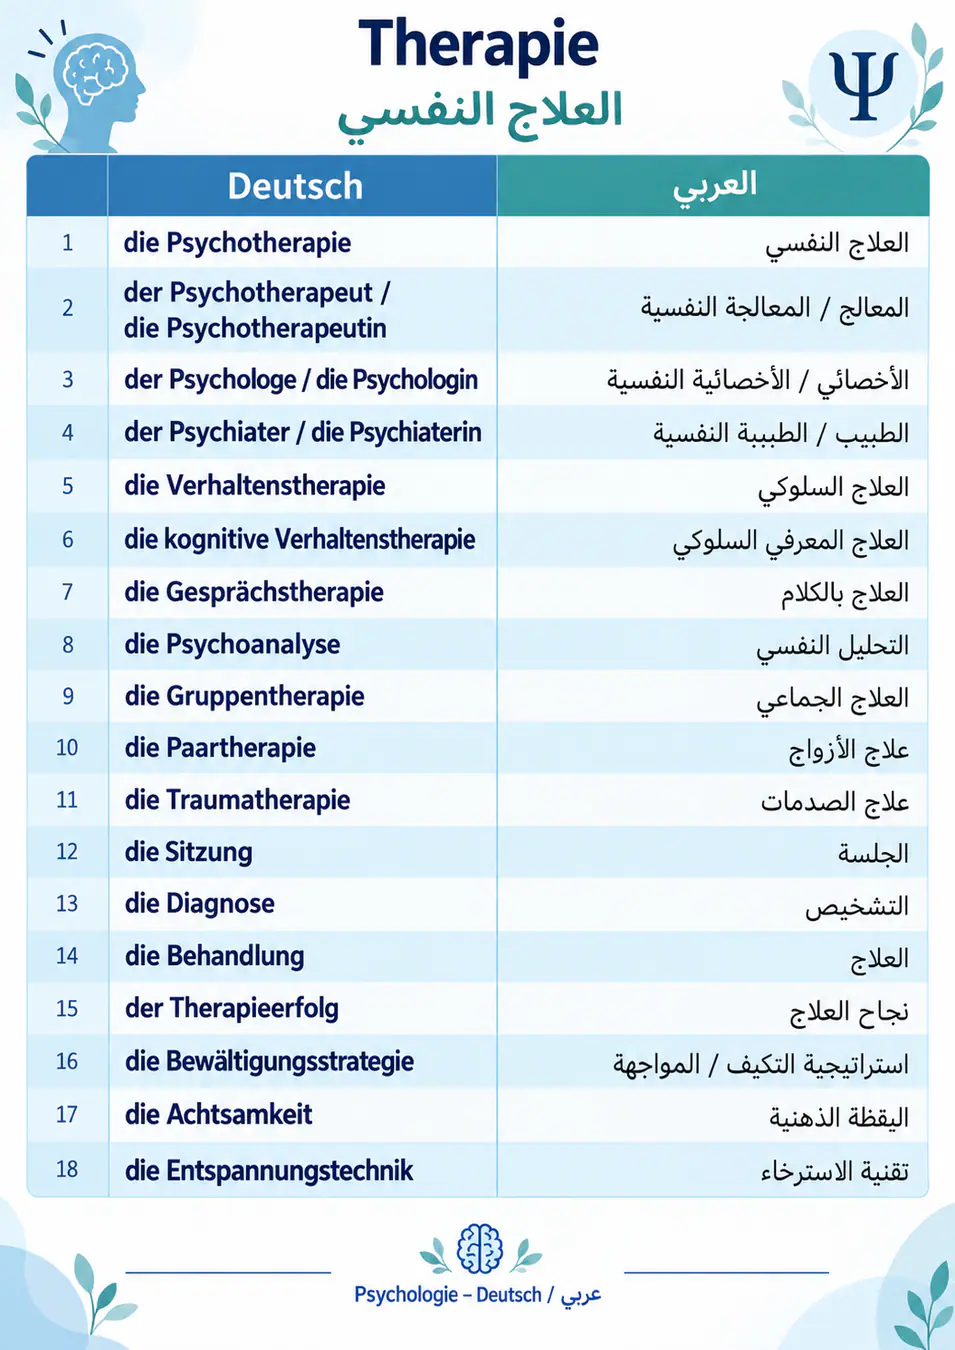 Therapie
العلاج النفسي
Deutsch العربي
1 die Psychotherapie العلاج النفسي
2 der Psychotherapeut / die Psychotherapeutin المعالج / المعالجة النفسية
3 der Psychologe / die Psychologin الأخصائي / الأخصائية النفسية
4 der Psychiater / die Psychiaterin الطبيب / الطبيبة النفسية
5 die Verhaltenstherapie العلاج السلوكي
6 die kognitive Verhaltenstherapie العلاج المعرفي السلوكي
7 die Gesprächstherapie العلاج بالكلام
8 die Psychoanalyse التحليل النفسي
9 die Gruppentherapie العلاج الجماعي
10 die Paartherapie علاج الأزواج
11 die Traumatherapie علاج الصدمات
12 die Sitzung الجلسة
13 die Diagnose التشخيص
14 die Behandlung العلاج
15 der Therapieerfolg نجاح العلاج
16 die Bewältigungsstrategie استراتيجية التكيف / المواجهة
17 die Achtsamkeit اليقظة الذهنية
18 die Entspannungstechnik تقنية الاسترخاء
Psychologie – Deutsch / عربي
Ψ